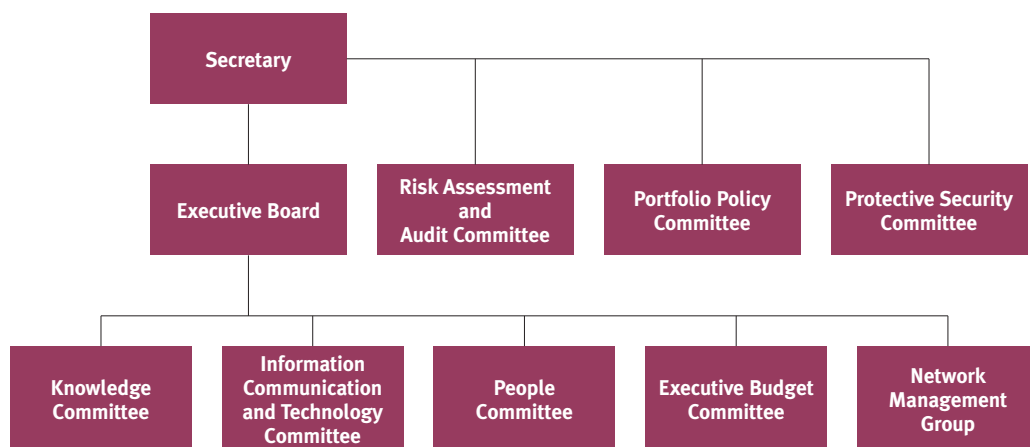 Secretary
Executive Board
Risk Assessment
and
Audit Committee
Portfolio Policy
Committee
Protective Security
Committee
Knowledge
Committee
Information
Communication
and Technology
Committee
People
Committee
Executive Budget
Committee
Network
Management
Group